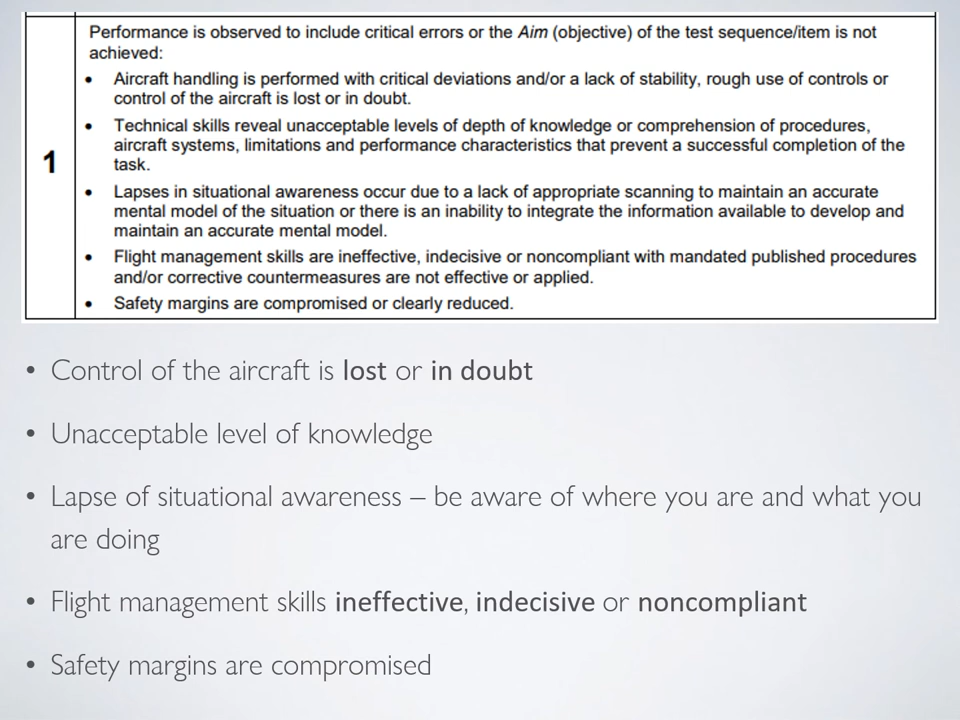 Performance is observed to include critical errors or the Aim (objective) of the test sequence/item is not
achieved:
• Aircraft handling is performed with critical deviations and/or a lack of stability, rough use of controls or
control of the aircraft is lost or in doubt.
• Technical skills reveal unacceptable levels of depth of knowledge or comprehension of procedures,
aircraft systems, limitations and performance characteristics that prevent a successful completion of the
task.
1
• Lapses in situational awareness occur due to a lack of appropriate scanning to maintain an accurate
mental model of the situation or there is an inability to integrate the information available to develop and
maintain an accurate mental model.
• Flight management skills are ineffective, indecisive or noncompliant with mandated published procedures
and/or corrective countermeasures are not effective or applied.
• Safety margins are compromised or clearly reduced.
• Control of the aircraft is lost or in doubt
• Unacceptable level of knowledge
• Lapse of situational awareness – be aware of where you are and what you
are doing
• Flight management skills ineffective, indecisive or noncompliant
• Safety margins are compromised